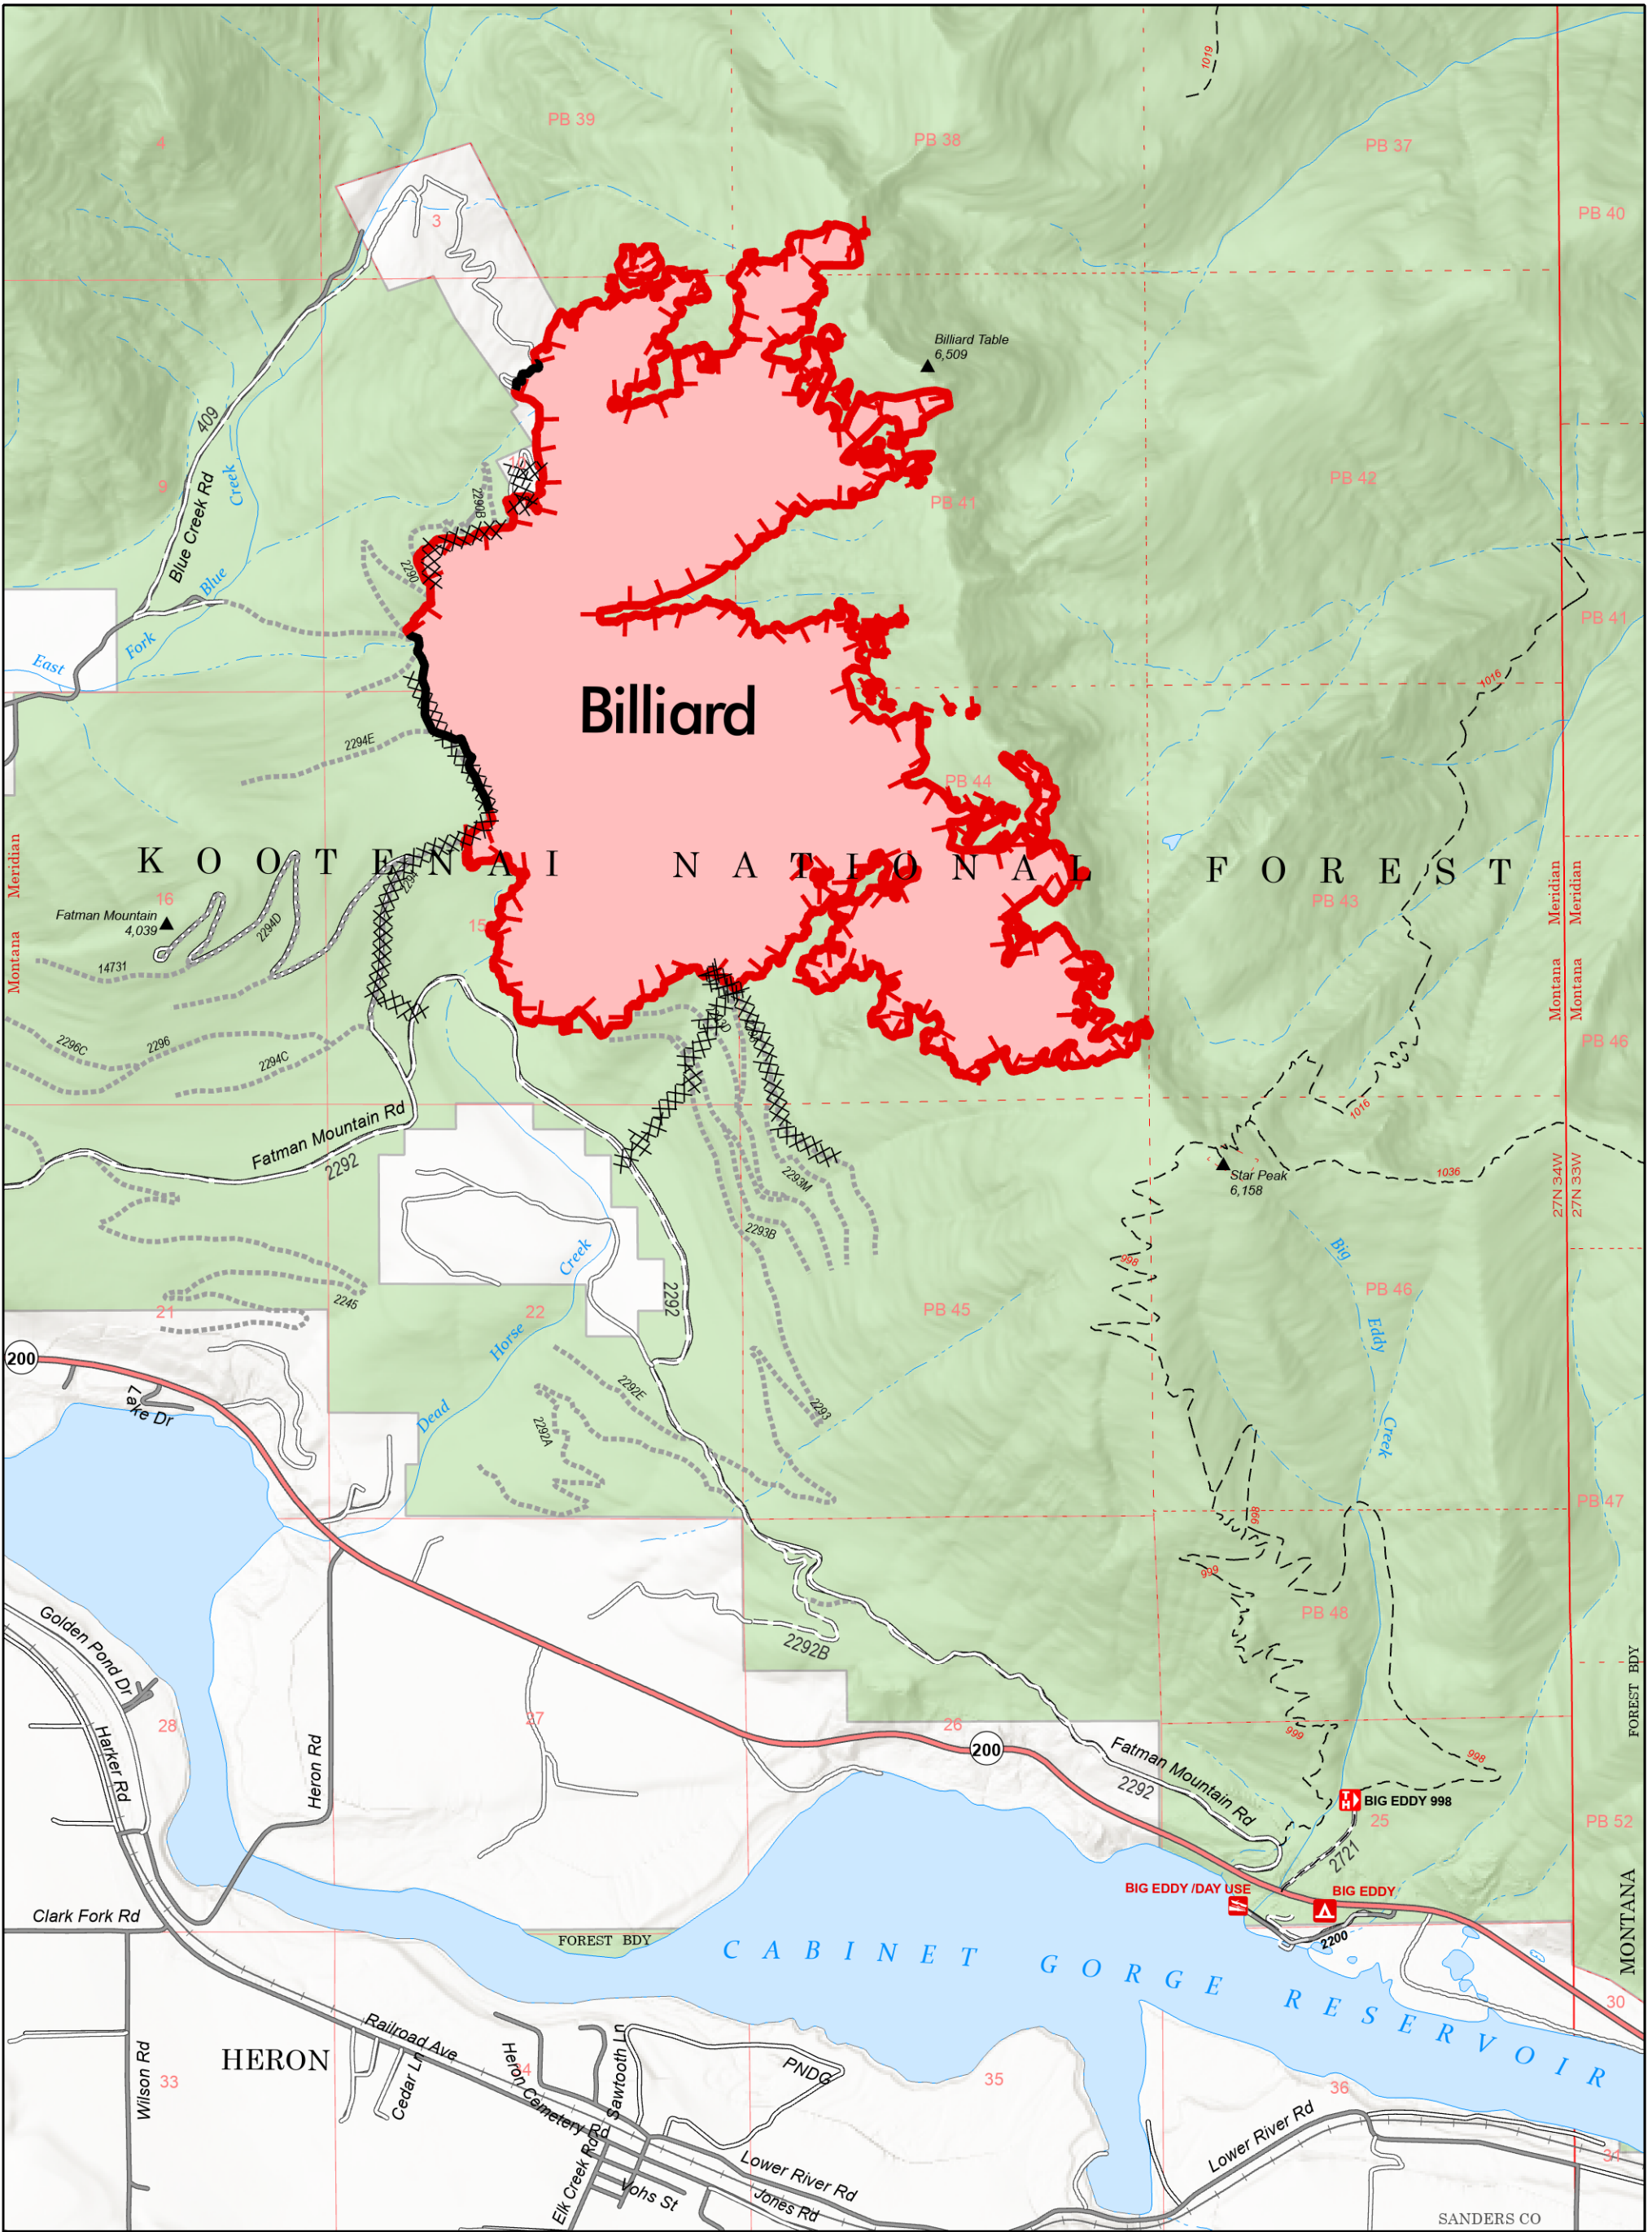 1019
PB 39
PB 38
PB 37
4
3
PB 40
Billiard Table
6,509
409
Blue Creek Rd
Creek
9
2290B
PB 42
PB 41
2290
Blue
Fork
East
PB 41
1016
Billiard
2294E
PB 44
Montana Meridian
KOOTENAI NATIONAL FOREST
Montana Meridian
Montana Meridian
16
Fatman Mountain
4,039
2294D
15
PB 43
14731
2296C
2296
2294C
PB 46
1016
Fatman Mountain Rd
2292
2293M
Star Peak
6,158
1036
27N 34W
27N 33W
2293B
998
Big
Eddy
Creek
PB 46
2292
Creek
Horse
Dead
2245
21
22
PB 45
200
Lake Dr
2292E
2292A
2293
PB 47
998
999
PB 48
2292B
Golden Pond Dr
FOREST BDY
28
27
26
Harker Rd
Heron Rd
200
Fatman Mountain Rd
2292
999
998
BIG EDDY 998
25
PB 52
2721
BIG EDDY /DAY USE
BIG EDDY
2200
MONTANA
Clark Fork Rd
FOREST BDY
CABINET GORGE RESERVOIR
30
Railroad Ave
HERON
Wilson Rd
33
Cedar Ln
34
Heron Cemetery Rd
Sawtooth Ln
PNDG
35
36
Lower River Rd
31
Elk Creek Rd
Vohs St
Lower River Rd
Jones Rd
SANDERS CO